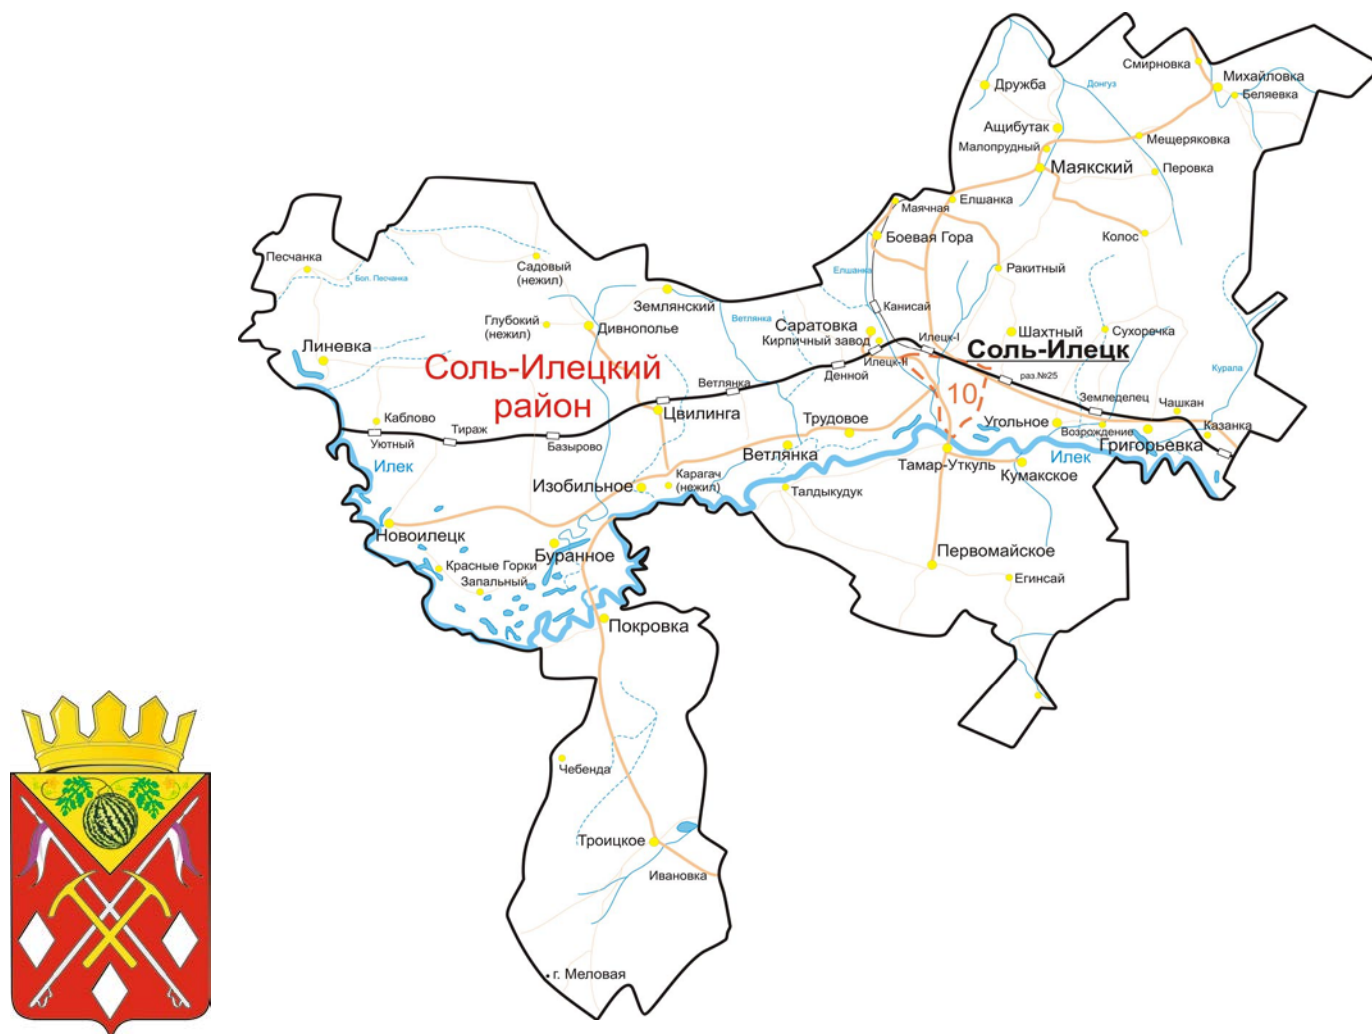 Смирновка
Михайловка
Беляевка
Дружба
Донгуз
Ащибутак
Мещеряковка
Малопрудный
Маякский
Перовка
Елшанка
Маячная
Боевая Гора
Колос
Песчанка
Садовый
(нежил)
Бол. Песчанка
Елшанка
Ракитный
Землянский
Канисай
Глубокий
(нежил)
Дивнополье
Ветлянка
Саратовка
Кирпичный завод
Илецк-I
Шахтный
Сухоречка
Линевка
Соль-Илецк
Илецк-II
Соль-Илецкий
район
Денной
раз.№25
Курала
Ветлянка
10
Земледелец
Чашкан
Каблово
Цвилинга
Трудовое
Угольное
Возрождение
Казанка
Тираж
Уютный
Базырово
Григорьевка
Ветлянка
Тамар-Уткуль
Илек
Илек
Кумакское
Карагач
(нежил)
Изобильное
Талдыкудук
Новоилецк
Буранное
Первомайское
Красные Горки
Запальный
Егинсай
Покровка
Чебенда
Троицкое
Ивановка
г. Меловая